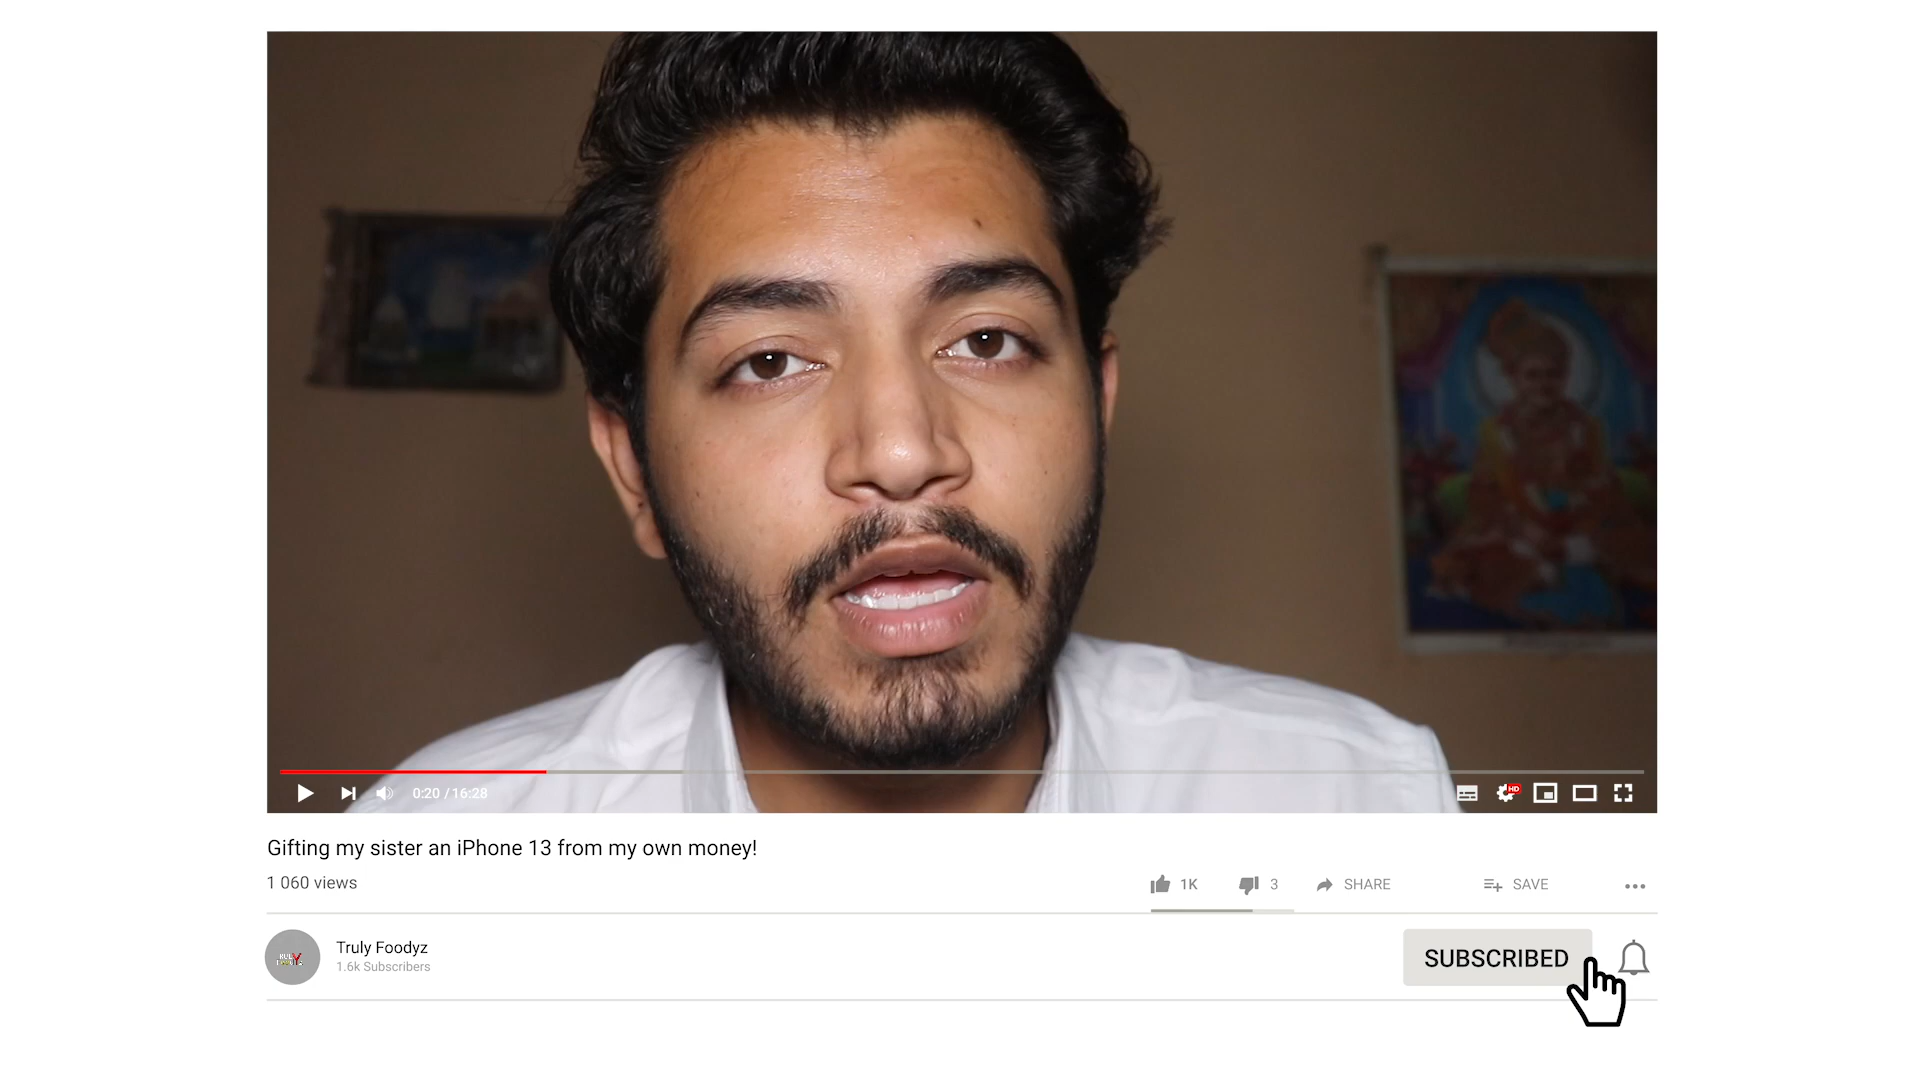 0:20 / 16:28
HD
Gifting my sister an iPhone 13 from my own money!
1 060 views
1K
3
SHARE
SAVE
Truly Foodyz
1.6k Subscribers
SUBSCRIBED